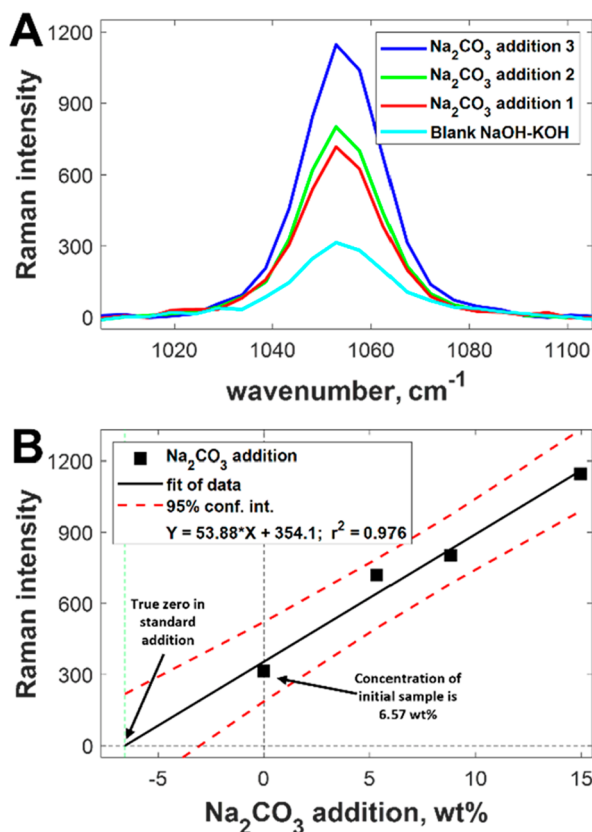 A
1200
900
600
300
0
Raman intensity
Na₂CO₃ addition 3
Na₂CO₃ addition 2
Na₂CO₃ addition 1
Blank NaOH-KOH
1020
1040
1060
1080
1100
wavenumber, cm⁻¹
B
1200
900
600
300
0
Raman intensity
Na₂CO₃ addition
fit of data
95% conf. int.
Y = 53.88*X + 354.1; r² = 0.976
True zero in
standard
addition
Concentration of
initial sample is
6.57 wt%
-5
0
5
10
15
Na₂CO₃ addition, wt%